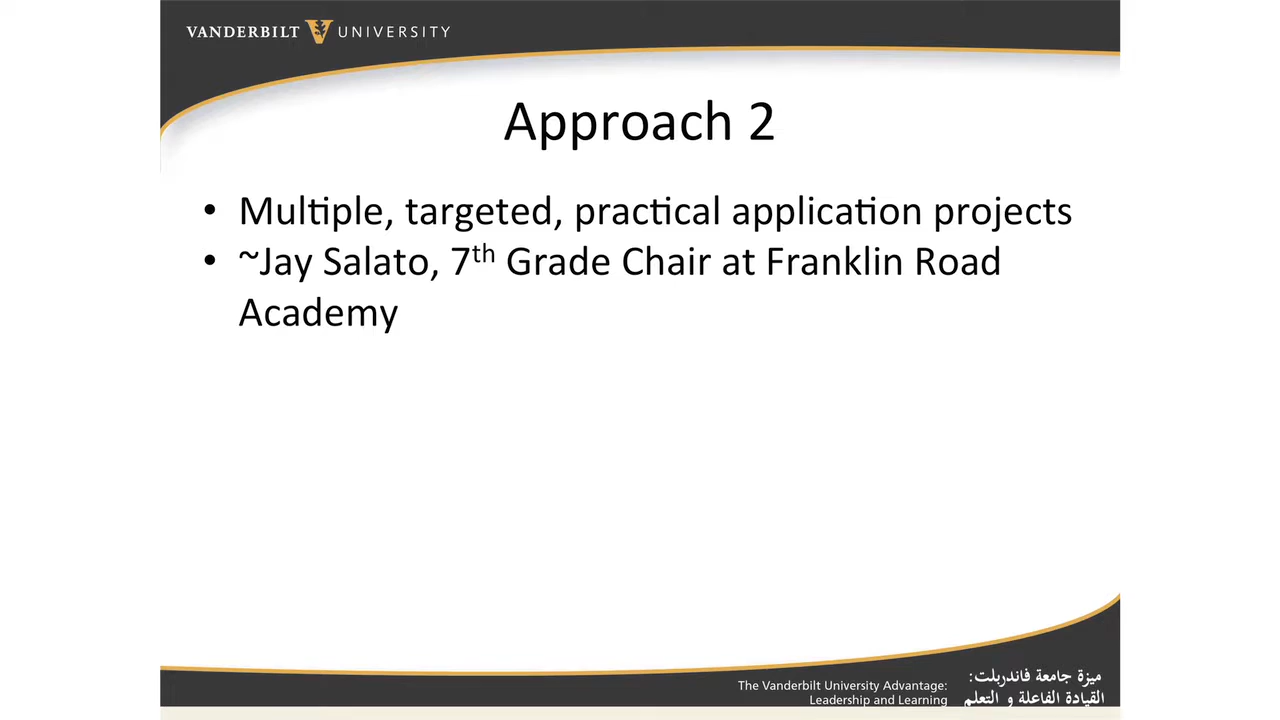 VANDERBILT V UNIVERSITY
Approach 2
• Multiple, targeted, practical application projects
• ~Jay Salato, 7th Grade Chair at Franklin Road
Academy
The Vanderbilt University Advantage:
Leadership and Learning
ميزة جامعة فاندربلت:
القيادة الفاعلة و التعلم